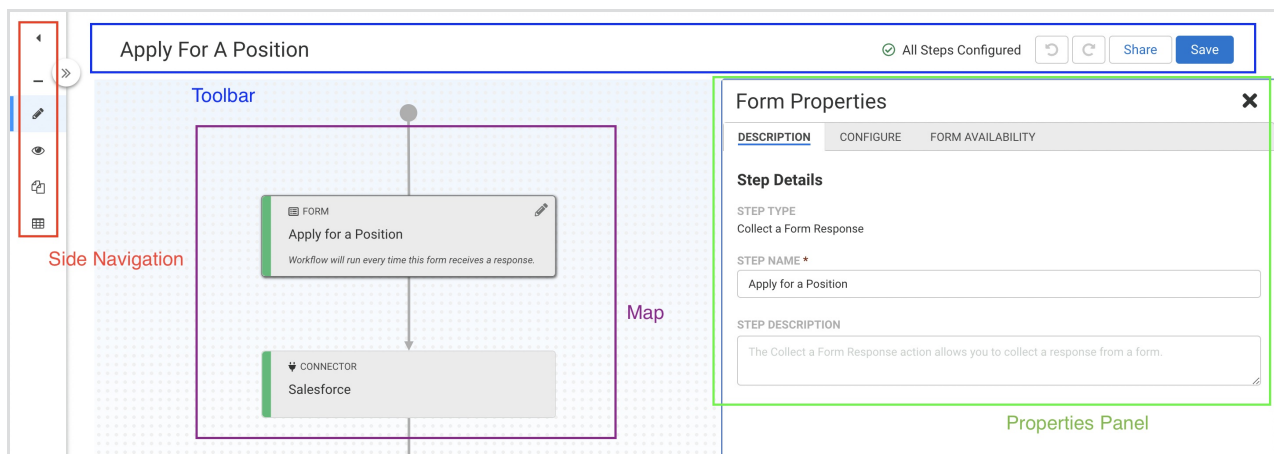 Apply For A Position
All Steps Configured
Share
Save
Toolbar
Side Navigation
FORM
Apply for a Position
Workflow will run every time this form receives a response.
Map
CONNECTOR
Salesforce
Form Properties
DESCRIPTION CONFIGURE FORM AVAILABILITY
Step Details
STEP TYPE
Collect a Form Response
STEP NAME *
Apply for a Position
STEP DESCRIPTION
The Collect a Form Response action allows you to collect a response from a form.
Properties Panel